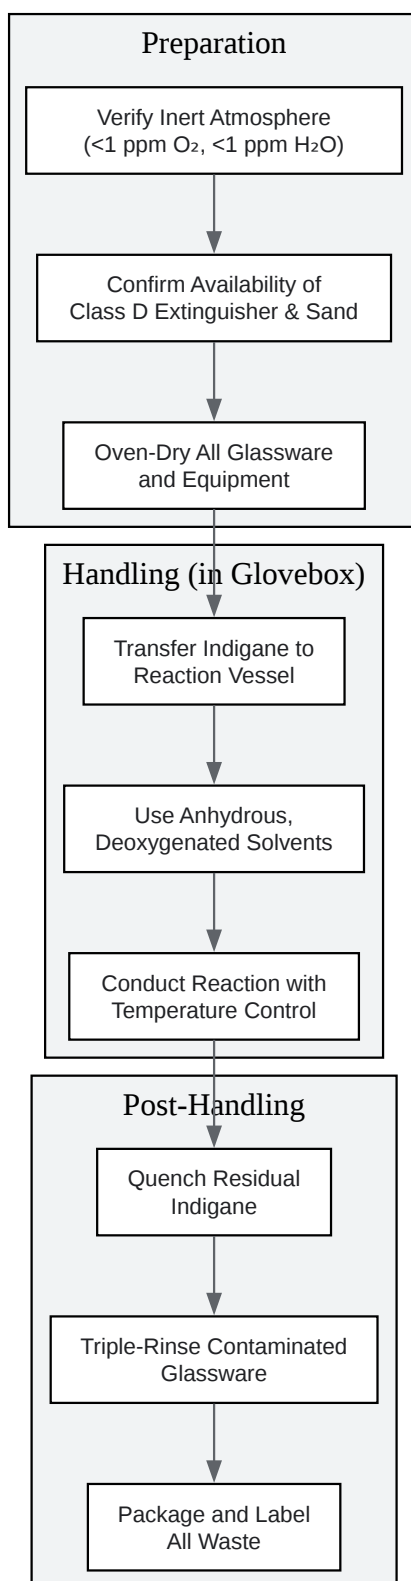 Preparation
Verify Inert Atmosphere
(<1 ppm O₂, <1 ppm H₂O)
Confirm Availability of
Class D Extinguisher & Sand
Oven-Dry All Glassware
and Equipment
Handling (in Glovebox)
Transfer Indigane to
Reaction Vessel
Use Anhydrous,
Deoxygenated Solvents
Conduct Reaction with
Temperature Control
Post-Handling
Quench Residual
Indigane
Triple-Rinse Contaminated
Glassware
Package and Label
All Waste